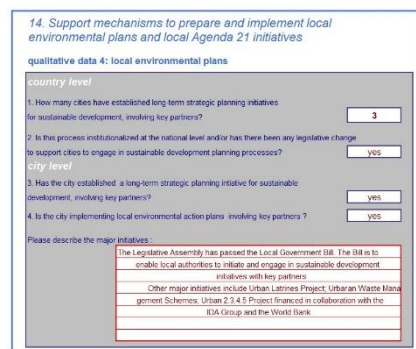 14. Support mechanisms to prepare and implement local
environmental plans and local Agenda 21 initiatives
qualitative data 4: local environmental plans
country level
1. How many cities have established long-term strategic planning initiatives
for sustainable development, involving key partners?
3
2. Is this process institutionalized at the national level and/or has there been any legislative change
to support cities to engage in sustainable development planning processes?
yes
city level
3. Has the city established a long-term strategic planning intiative for sustainable
development, involving key partners?
yes
4. Is the city implementing local environmental action plans involving key partners ?
yes
Please describe the major initiatives :
The Legislative Assembly has passed the Local Government Bill. The Bill is to
enable local authorities to initiate and engage in sustainable development
initiatives with key partners
Other major initiatives include Urban Latrines Project; Urbaran Waste Mana
gement Schemes; Urban 2.3.4.5 Project financed in collaboration with the
IDA Group and the World Bank